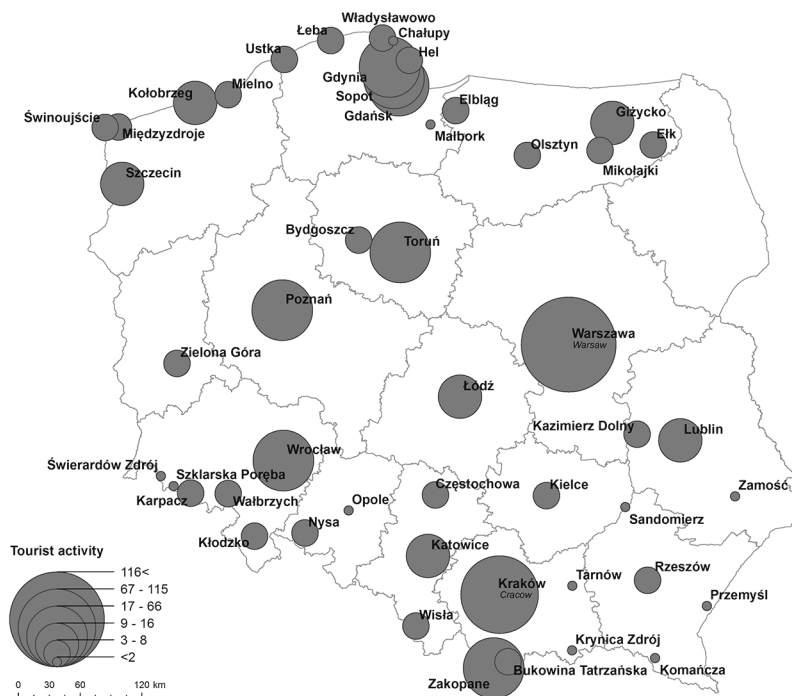 Władysławowo
Łeba
Chałupy
Ustka
Hel
Gdynia
Mielno
Kołobrzeg
Sopot
Elbląg
Gdańsk
Świnoujście
Międzyzdroje
Małbork
Giżycko
Ełk
Olsztyn
Mikołajki
Szczecin
Bydgoszcz
Toruń
Poznań
Warszawa
Warsaw
Zielona Góra
Łódź
Kazimierz Dolny
Lublin
Wrocław
Świerardów Zdrój
Szklarska Poręba
Karpacz
Wałbrzych
Częstochowa
Kielce
Zamość
Opole
Sandomierz
Nysa
Kłodzko
Katowice
Tourist activity
116<
67 - 115
17 - 66
9 - 16
3 - 8
<2
0 30 60 120 km
Kraków
Cracow
Tarnów
Rzeszów
Przemyśl
Wisła
Krynica Zdrój
Bukowina Tatrzańska
Komańcza
Zakopane